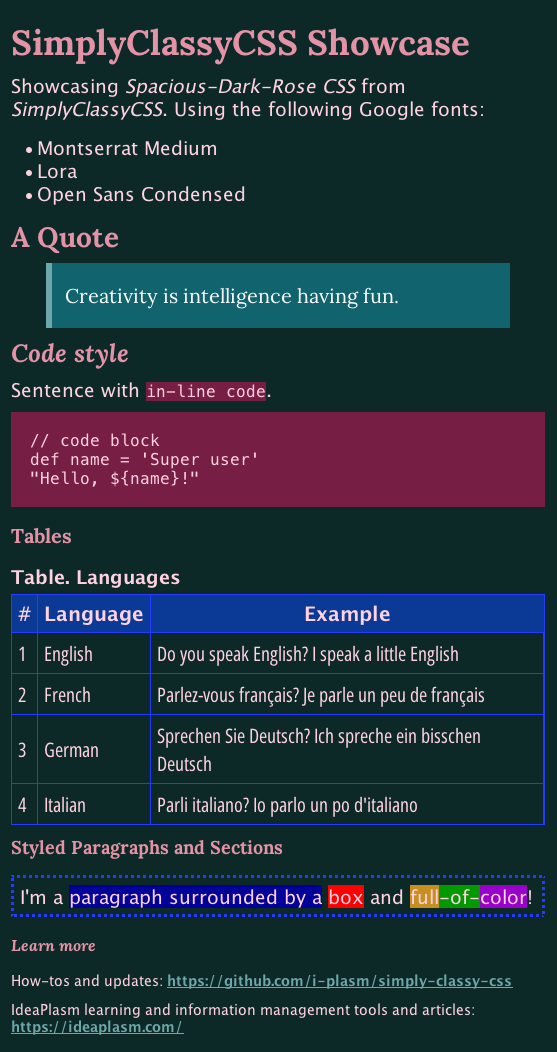 SimplyClassyCSS Showcase
Showcasing Spacious-Dark-Rose CSS from
SimplyClassyCSS. Using the following Google fonts:
• Montserrat Medium
• Lora
• Open Sans Condensed
A Quote
Creativity is intelligence having fun.
Code style
Sentence with in-line code.
// code block
def name = 'Super user'
"Hello, ${name}!"
Tables
Table. Languages
# Language Example
1 English Do you speak English? I speak a little English
2 French Parlez-vous français? Je parle un peu de français
3 German Sprechen Sie Deutsch? Ich spreche ein bisschen
Deutsch
4 Italian Parli italiano? Io parlo un po d'italiano
Styled Paragraphs and Sections
I'm a paragraph surrounded by a box and full-of-color!
Learn more
How-tos and updates: https://github.com/i-plasm/simply-classy-css
IdeaPlasm learning and information management tools and articles:
https://ideaplasm.com/